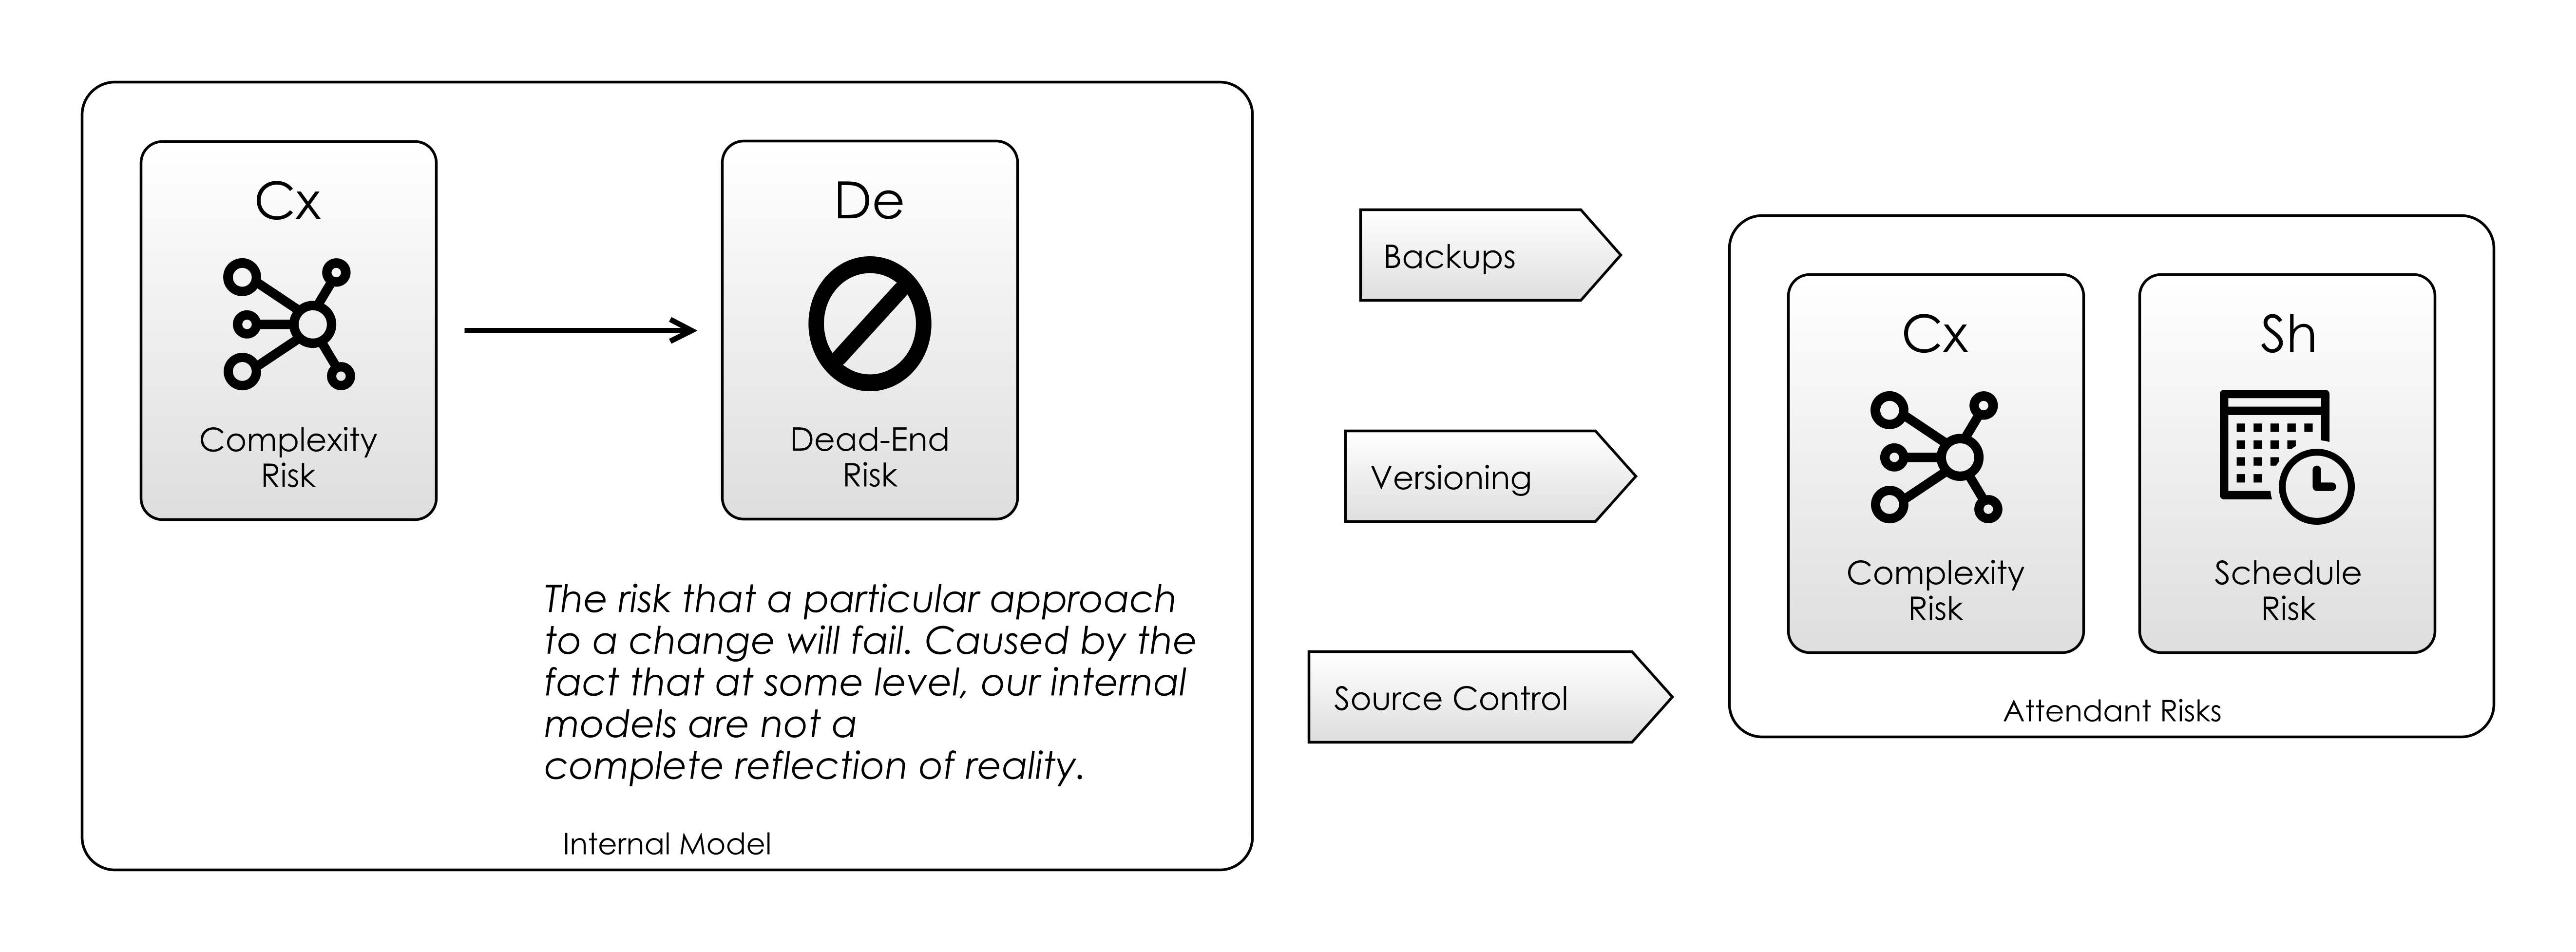 Cx
Complexity
Risk
De
Dead-End
Risk
The risk that a particular approach
to a change will fail. Caused by the
fact that at some level, our internal
models are not a
complete reflection of reality.
Internal Model
Backups
Versioning
Source Control
Cx
Complexity
Risk
Sh
Schedule
Risk
Attendant Risks